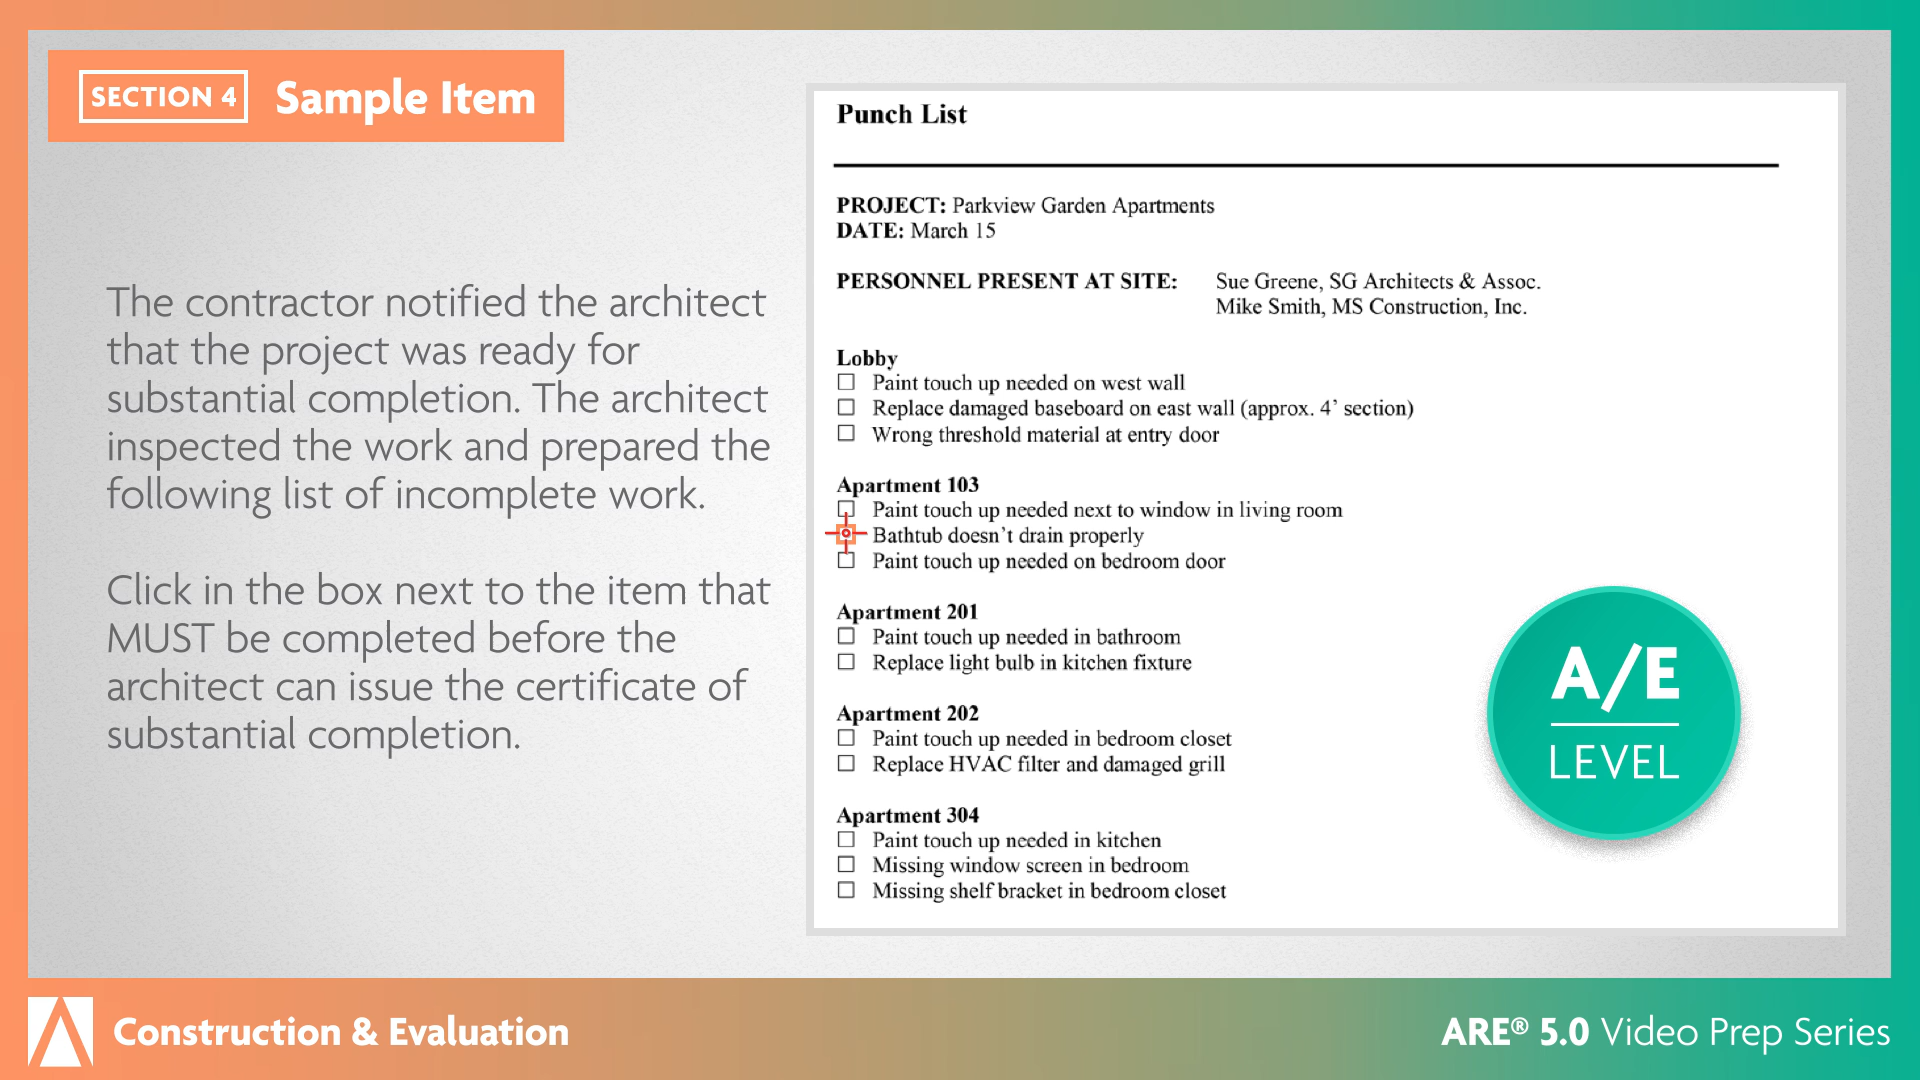 SECTION 4 Sample Item
The contractor notified the architect
that the project was ready for
substantial completion. The architect
inspected the work and prepared the
following list of incomplete work.
Click in the box next to the item that
MUST be completed before the
architect can issue the certificate of
substantial completion.
Punch List
PROJECT: Parkview Garden Apartments
DATE: March 15
PERSONNEL PRESENT AT SITE: Sue Greene, SG Architects & Assoc.
Mike Smith, MS Construction, Inc.
Lobby
Paint touch up needed on west wall
Replace damaged baseboard on east wall (approx. 4’ section)
Wrong threshold material at entry door
Apartment 103
Paint touch up needed next to window in living room
Bathtub doesn’t drain properly
Paint touch up needed on bedroom door
Apartment 201
Paint touch up needed in bathroom
Replace light bulb in kitchen fixture
Apartment 202
Paint touch up needed in bedroom closet
Replace HVAC filter and damaged grill
Apartment 304
Paint touch up needed in kitchen
Missing window screen in bedroom
Missing shelf bracket in bedroom closet
A/E
LEVEL
Construction & Evaluation
ARE® 5.0 Video Prep Series